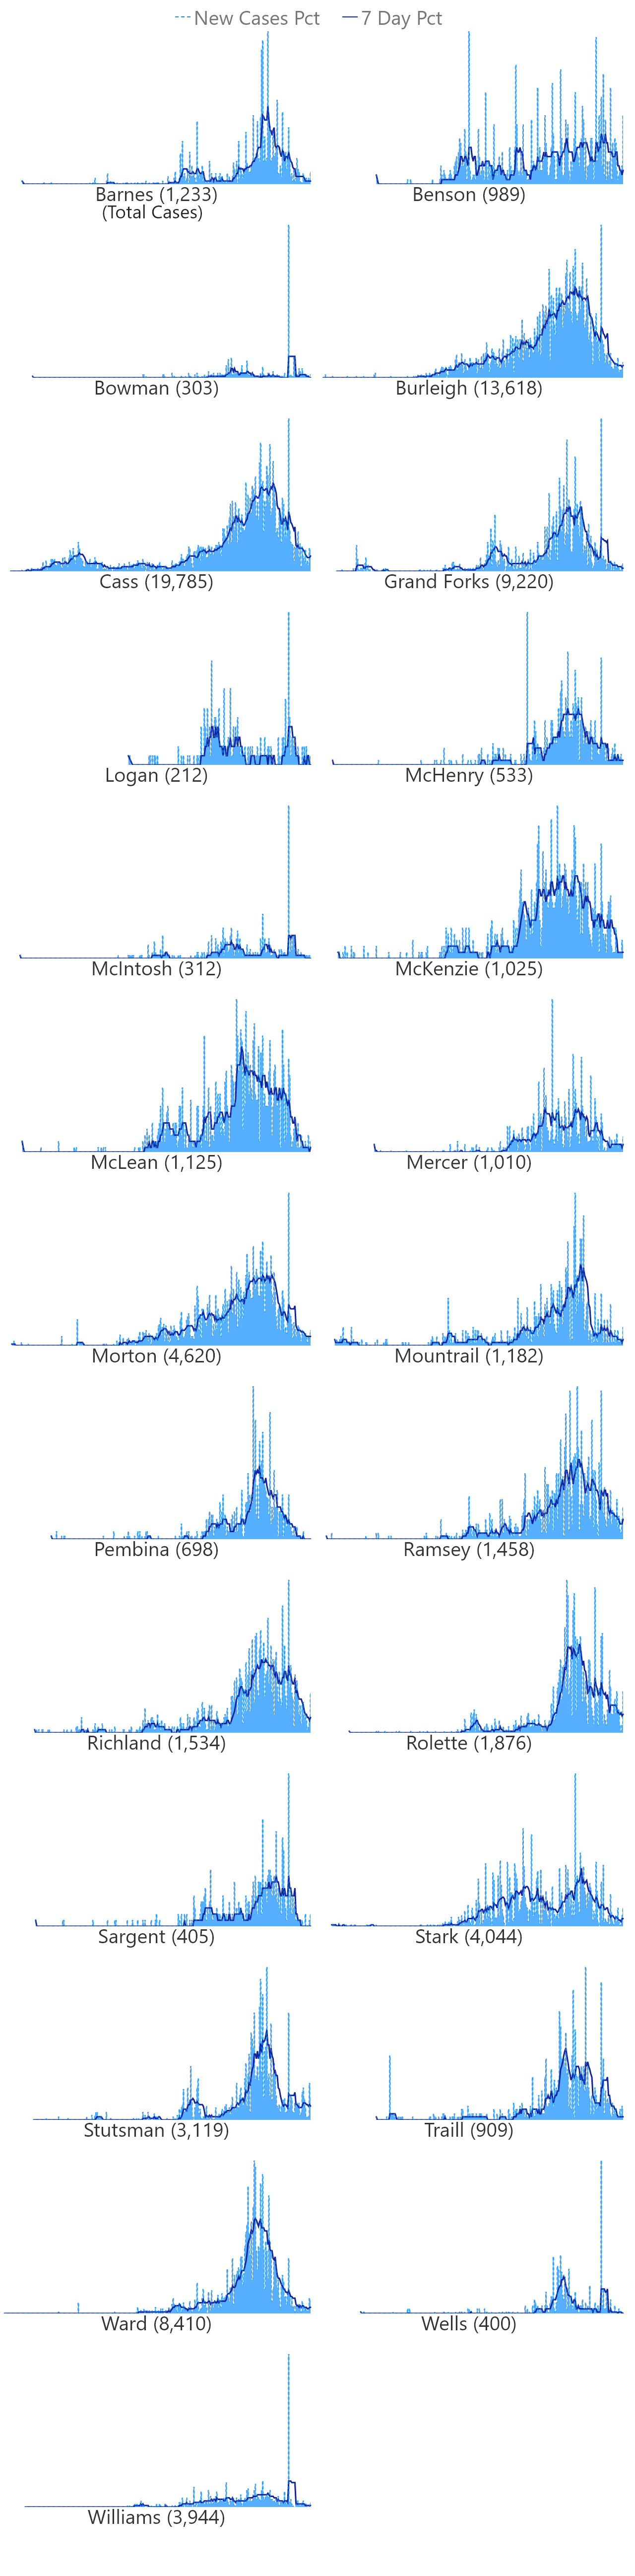 New Cases Pct 7 Day Pct
Barnes (1,233) Benson (989)
(Total Cases)
Bowman (303) Burleigh (13,618)
Cass (19,785) Grand Forks (9,220)
Logan (212) McHenry (533)
McIntosh (312) McKenzie (1,025)
McLean (1,125) Mercer (1,010)
Morton (4,620) Mountrail (1,182)
Pembina (698) Ramsey (1,458)
Richland (1,534) Rolette (1,876)
Sargent (405) Stark (4,044)
Stutsman (3,119) Traill (909)
Ward (8,410) Wells (400)
Williams (3,944)